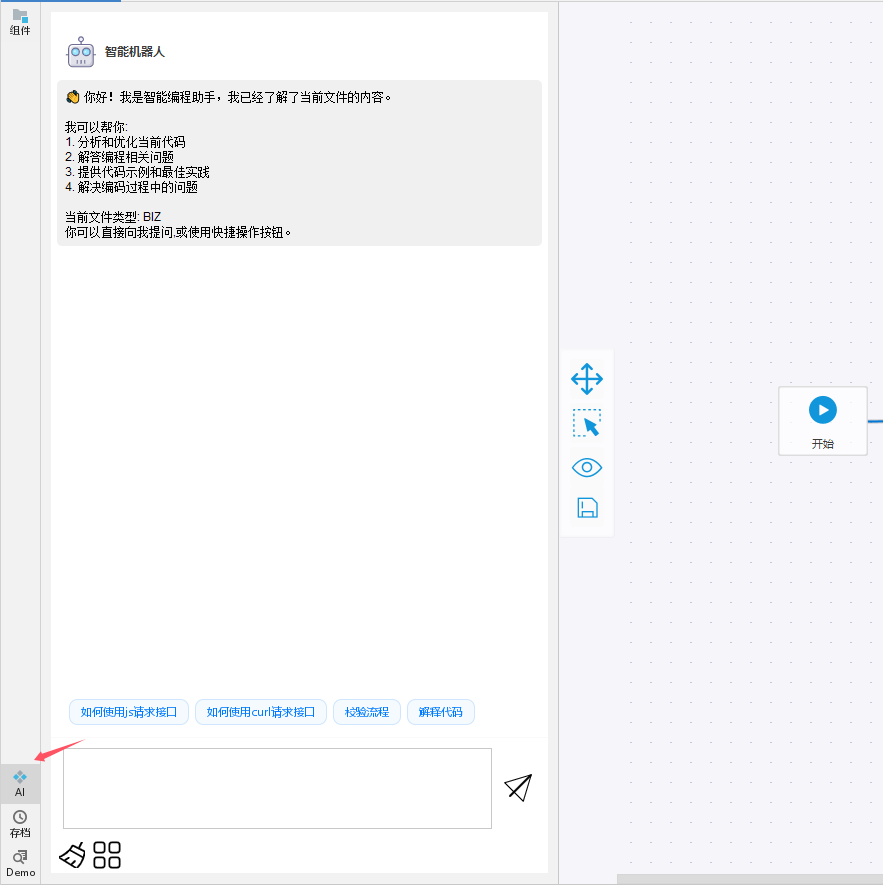 组件
智能机器人
你好！我是智能编程助手，我已经了解了当前文件的内容。
我可以帮你:
1. 分析和优化当前代码
2. 解答编程相关问题
3. 提供代码示例和最佳实践
4. 解决编码过程中的问题
当前文件类型: BIZ
你可以直接向我提问,或使用快捷操作按钮。
开始
如何使用js请求接口
如何使用curl请求接口
校验流程
解释代码
AI
存档
Demo